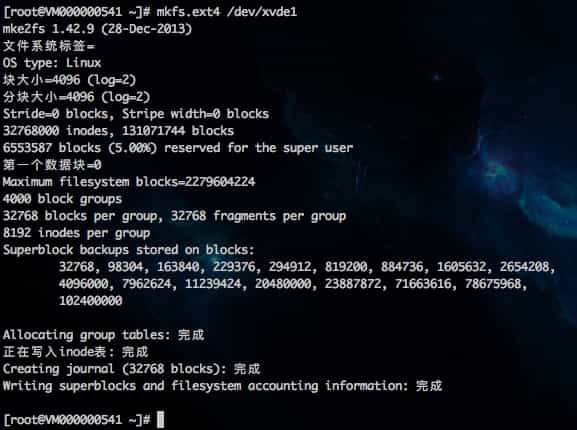 [root@VM000000541 ~]# mkfs.ext4 /dev/xvde1
mke2fs 1.42.9 (28-Dec-2013)
文件系统标签=
OS type: Linux
块大小=4096 (log=2)
分块大小=4096 (log=2)
Stride=0 blocks, Stripe width=0 blocks
32768000 inodes, 131071744 blocks
6553587 blocks (5.00%) reserved for the super user
第一个数据块=0
Maximum filesystem blocks=2279604224
4000 block groups
32768 blocks per group, 32768 fragments per group
8192 inodes per group
Superblock backups stored on blocks:
32768, 98304, 163840, 229376, 294912, 819200, 884736, 1605632, 2654208,
4096000, 7962624, 11239424, 20480000, 23887872, 71663616, 78675968,
102400000
Allocating group tables: 完成
正在写入inode表: 完成
Creating journal (32768 blocks): 完成
Writing superblocks and filesystem accounting information: 完成
[root@VM000000541 ~]#